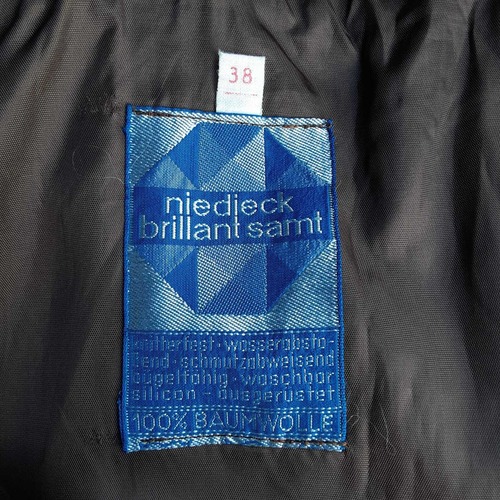 38
niedieck
brillant samt
knitterfest · wasserabsto-
ßend · schmutzabweisend
bügelfähig · waschbar
silicon - ausgerüstet
100% BAUMWOLLE